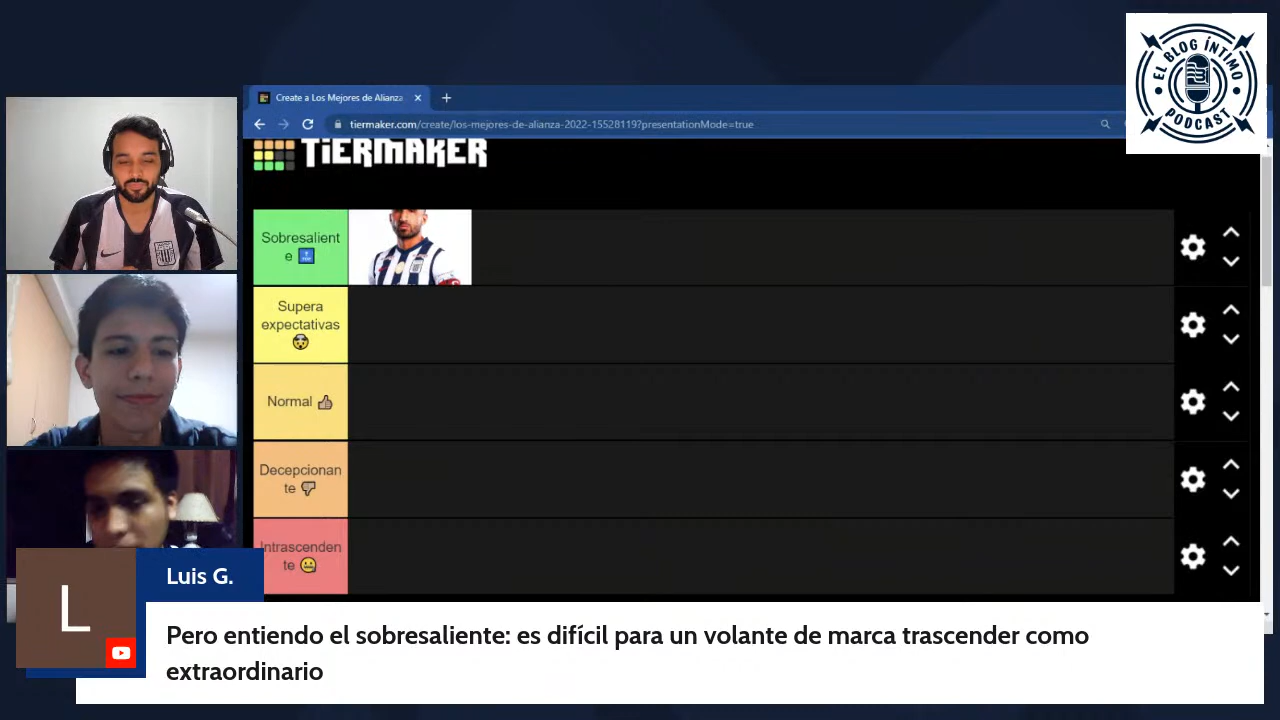 EL BLOG ÍNTIMO
PODCAST
Create a Los Mejores de Alianza
tiermaker.com/create/los-mejores-de-alianza-2022-15528119?presentationMode=true
TiERMAKER
Sobresalient
e
Supera
expectativas
Normal
Decepcionan
te
Intrascenden
te
L
Luis G.
Pero entiendo el sobresaliente: es difícil para un volante de marca trascender como
extraordinario